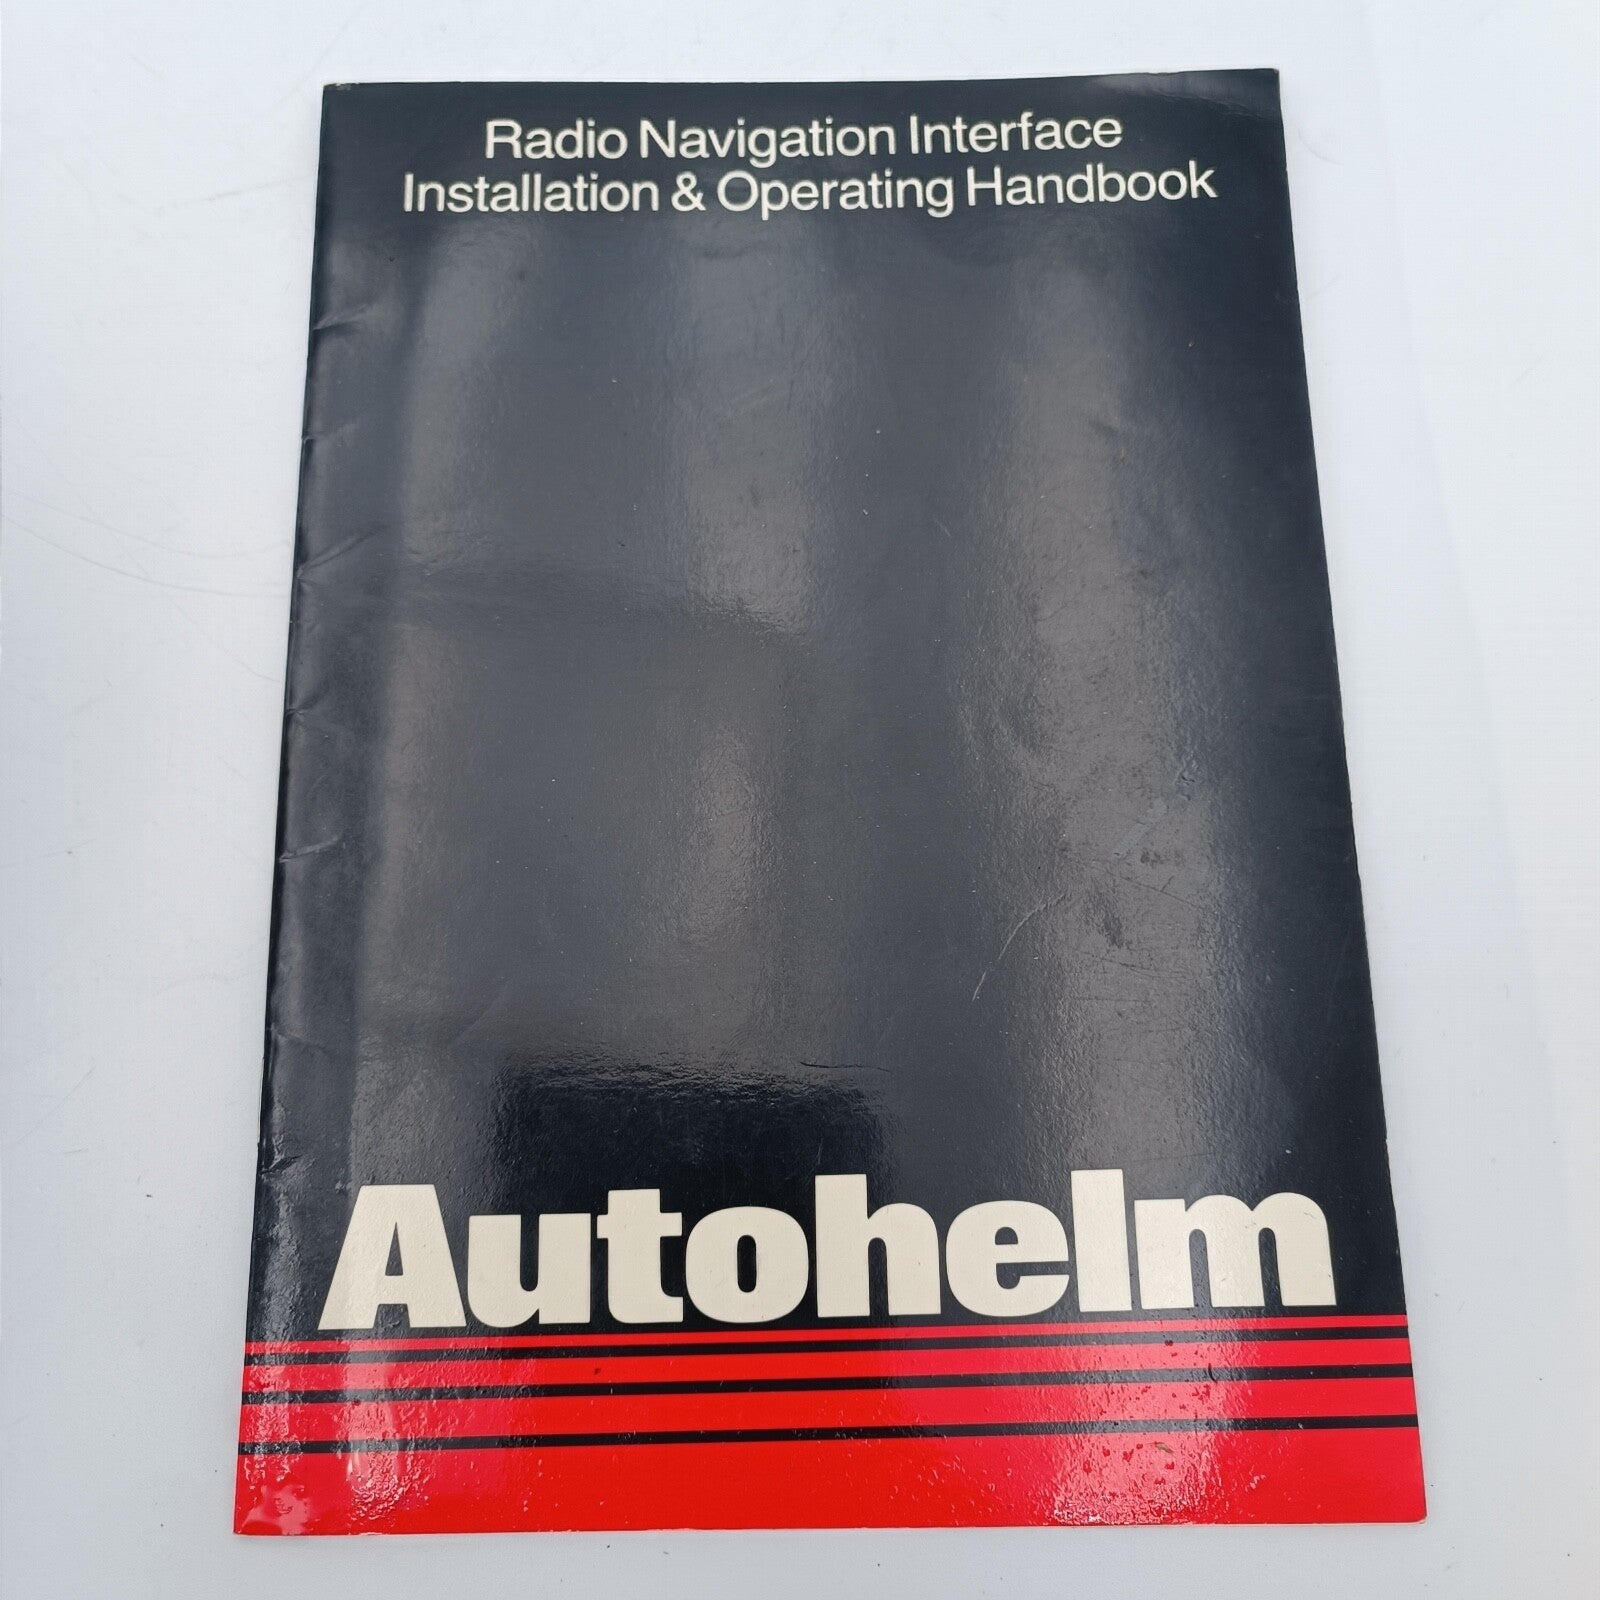 Radio Navigation Interface
Installation & Operating Handbook
Autohelm